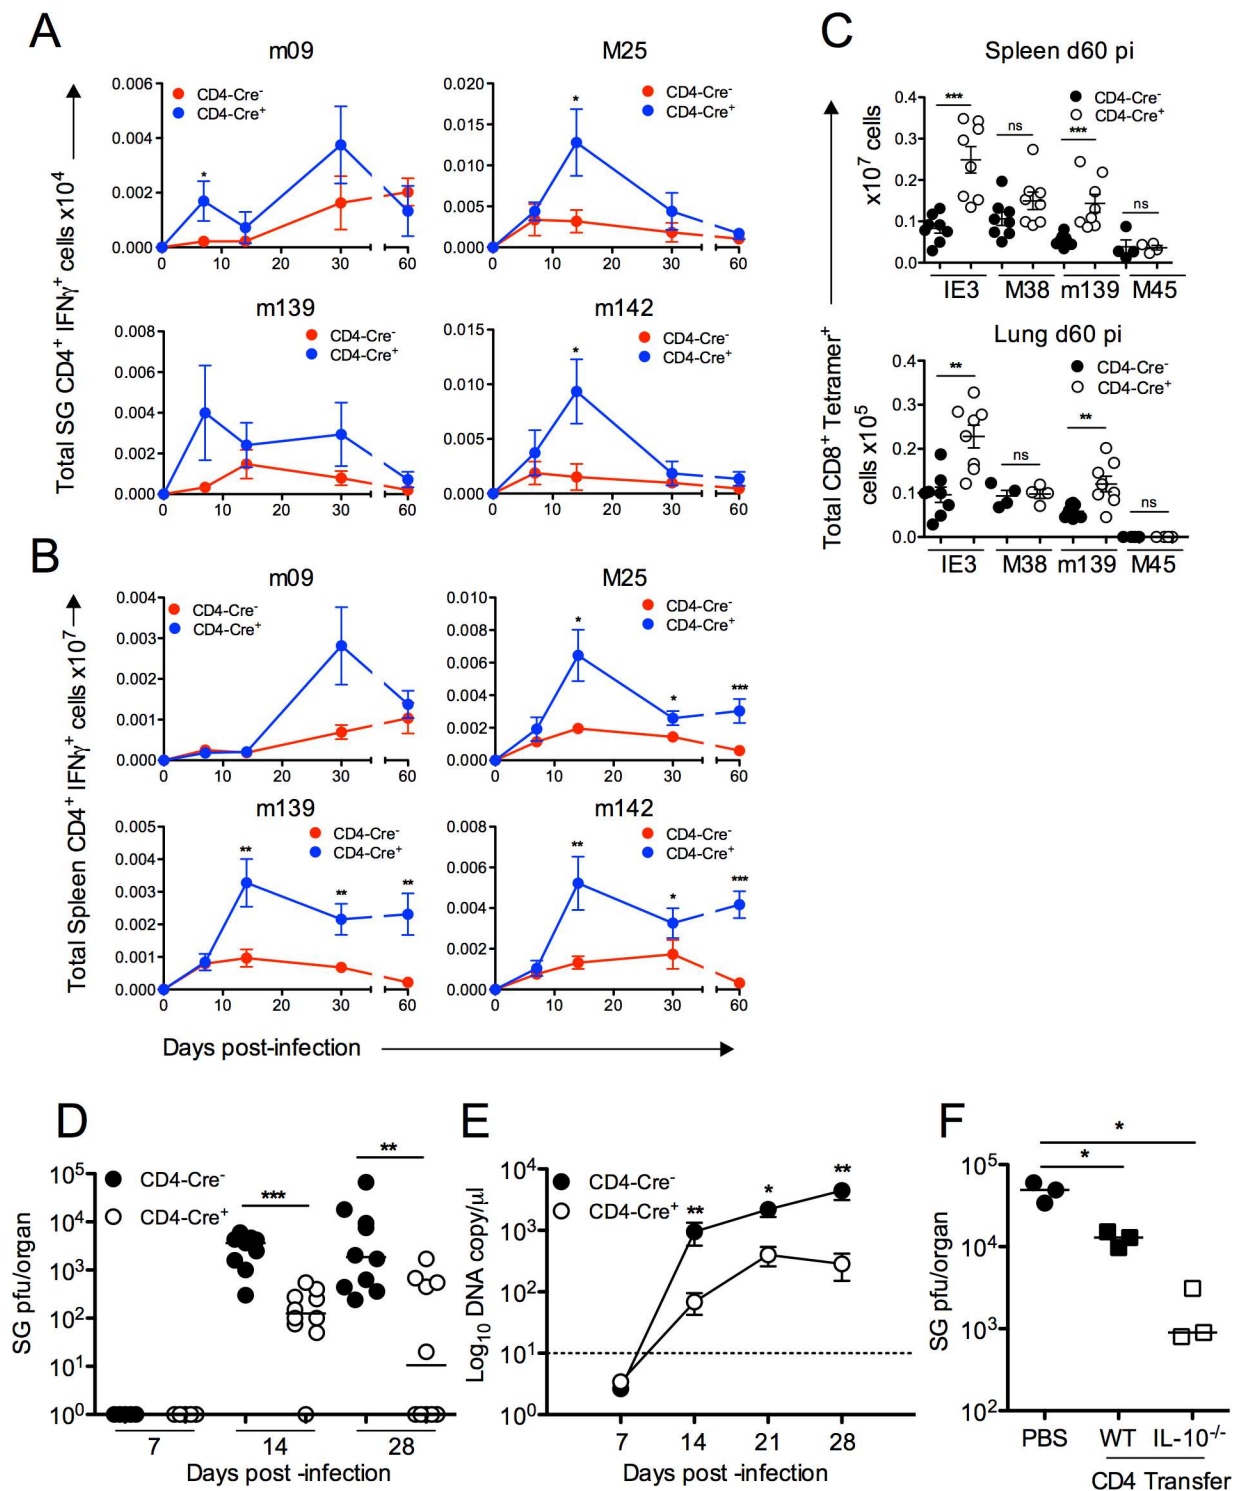 A
Total SG CD4⁺ IFNγ⁺ cells x10⁴
m09
CD4-Cre⁻
CD4-Cre⁺
0.006
0.004
0.002
0.000
*
0 10 20 30 60
M25
CD4-Cre⁻
CD4-Cre⁺
0.020
0.015
0.010
0.005
0.000
*
0 10 20 30 60
m139
CD4-Cre⁻
CD4-Cre⁺
0.008
0.006
0.004
0.002
0.000
0 10 20 30 60
m142
CD4-Cre⁻
CD4-Cre⁺
0.015
0.010
0.005
0.000
*
0 10 20 30 60
B
Total Spleen CD4⁺ IFNγ⁺ cells x10⁷
m09
CD4-Cre⁻
CD4-Cre⁺
0.004
0.003
0.002
0.001
0.000
0 10 20 30 60
M25
CD4-Cre⁻
CD4-Cre⁺
0.010
0.008
0.006
0.004
0.002
0.000
* * ***
0 10 20 30 60
m139
CD4-Cre⁻
CD4-Cre⁺
0.005
0.004
0.003
0.002
0.001
0.000
** ** **
0 10 20 30 60
m142
CD4-Cre⁻
CD4-Cre⁺
0.008
0.006
0.004
0.002
0.000
** * ***
0 10 20 30 60
Days post-infection
C
Total CD8⁺ Tetramer⁺
x10⁷ cells
Spleen d60 pi
CD4-Cre⁻
CD4-Cre⁺
0.4
0.3
0.2
0.1
0.0
*** ns *** ns
IE3 M38 m139 M45
cells x10⁵
Lung d60 pi
CD4-Cre⁻
CD4-Cre⁺
0.4
0.3
0.2
0.1
0.0
** ns ** ns
IE3 M38 m139 M45
D
SG pfu/organ
CD4-Cre⁻
CD4-Cre⁺
10⁵
10⁴
10³
10²
10¹
10⁰
*** **
7 14 28
Days post -infection
E
Log₁₀ DNA copy/μl
CD4-Cre⁻
CD4-Cre⁺
10⁴
10³
10²
10¹
10⁰
** * **
7 14 21 28
Days post -infection
F
SG pfu/organ
10⁵
10⁴
10³
10²
*
*
PBS WT IL-10⁻/⁻
CD4 Transfer